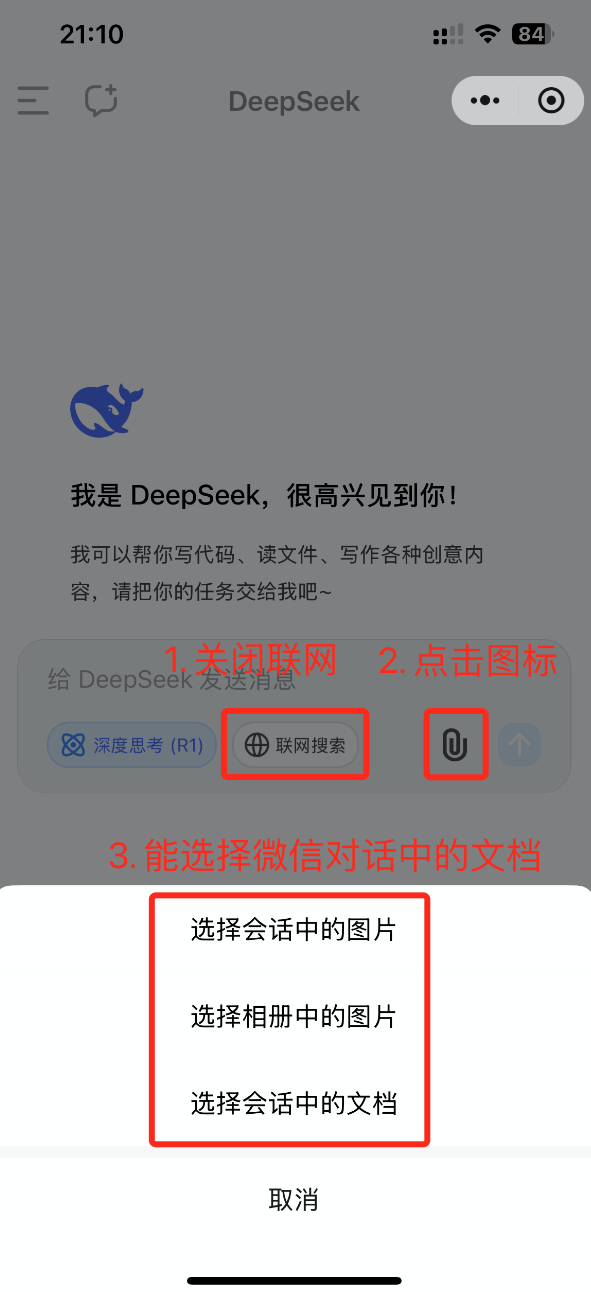 21:10
84
DeepSeek
我是 DeepSeek，很高兴见到你！
我可以帮你写代码、读文件、写作各种创意内
容，请把你的任务交给我吧~
1. 关闭联网
2. 点击图标
给 DeepSeek 发送消息
深度思考 (R1)
联网搜索
3. 能选择微信对话中的文档
选择会话中的图片
选择相册中的图片
选择会话中的文档
取消